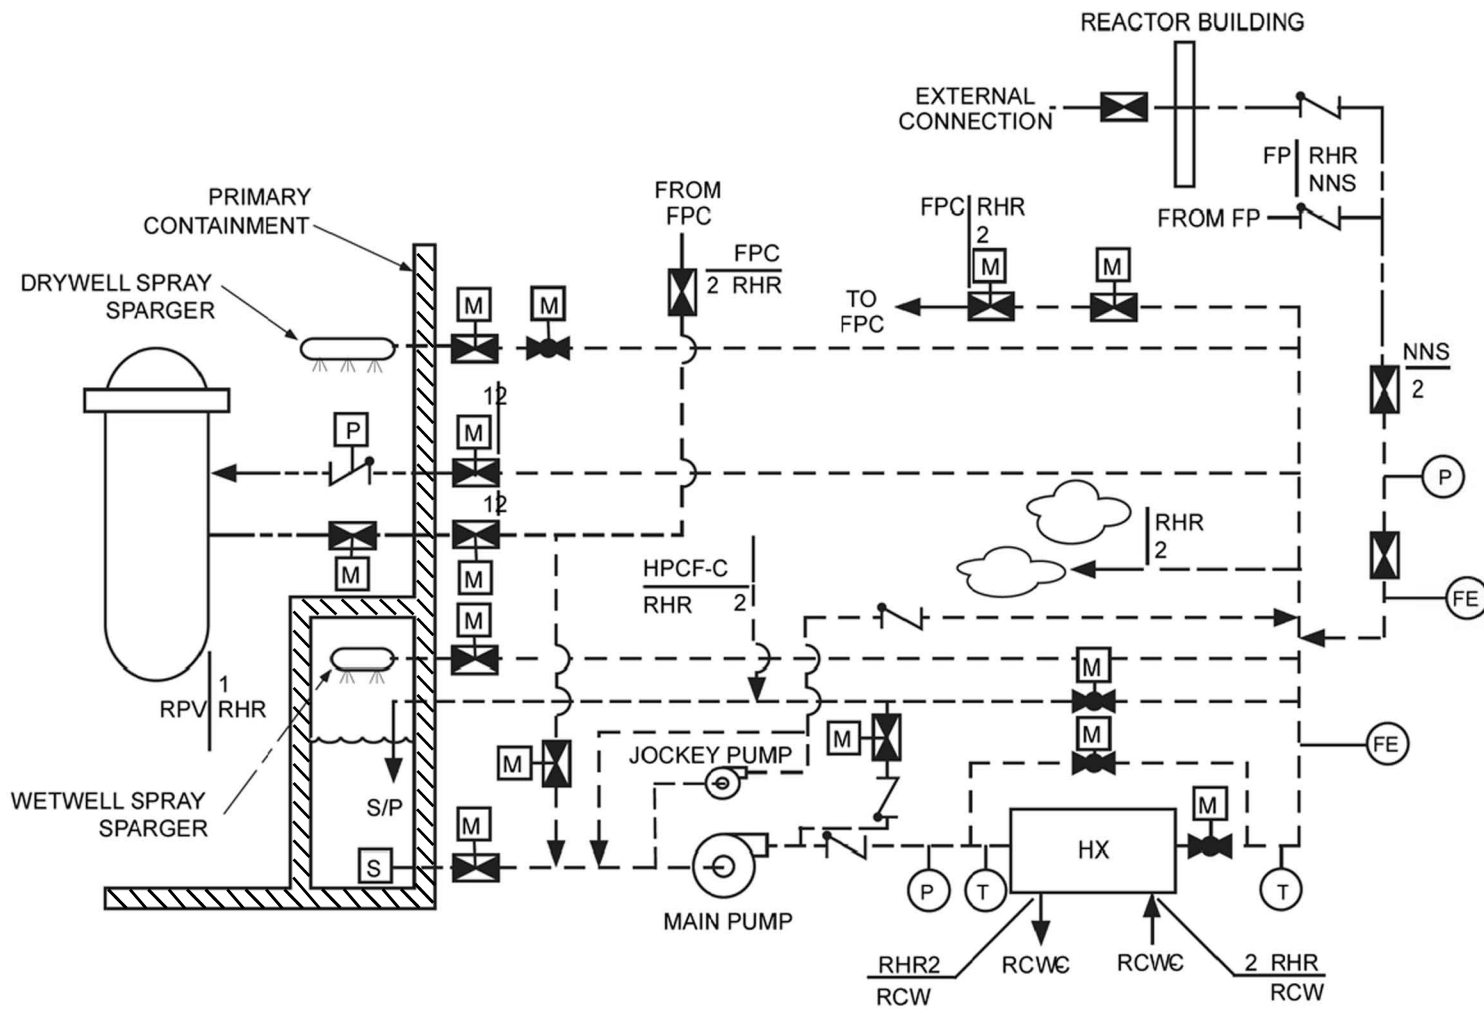 REACTOR BUILDING
EXTERNAL
CONNECTION
FP RHR
NNS
FROM FP
PRIMARY
CONTAINMENT
FROM
FPC
FPC RHR
2
FPC
2 RHR
M
M
DRYWELL SPRAY
SPARGER
M
M
TO
FPC
NNS
2
12
P
M
P
12
RHR
2
M
M
HPCF-C
RHR 2
FE
M
M
1
RPV RHR
M
M
FE
M
JOCKEY PUMP
WETWELL SPRAY
SPARGER
S/P
M
M
S
HX
P
T
T
MAIN PUMP
RHR2
RCW
RCWC
RCWC
2 RHR
RCW